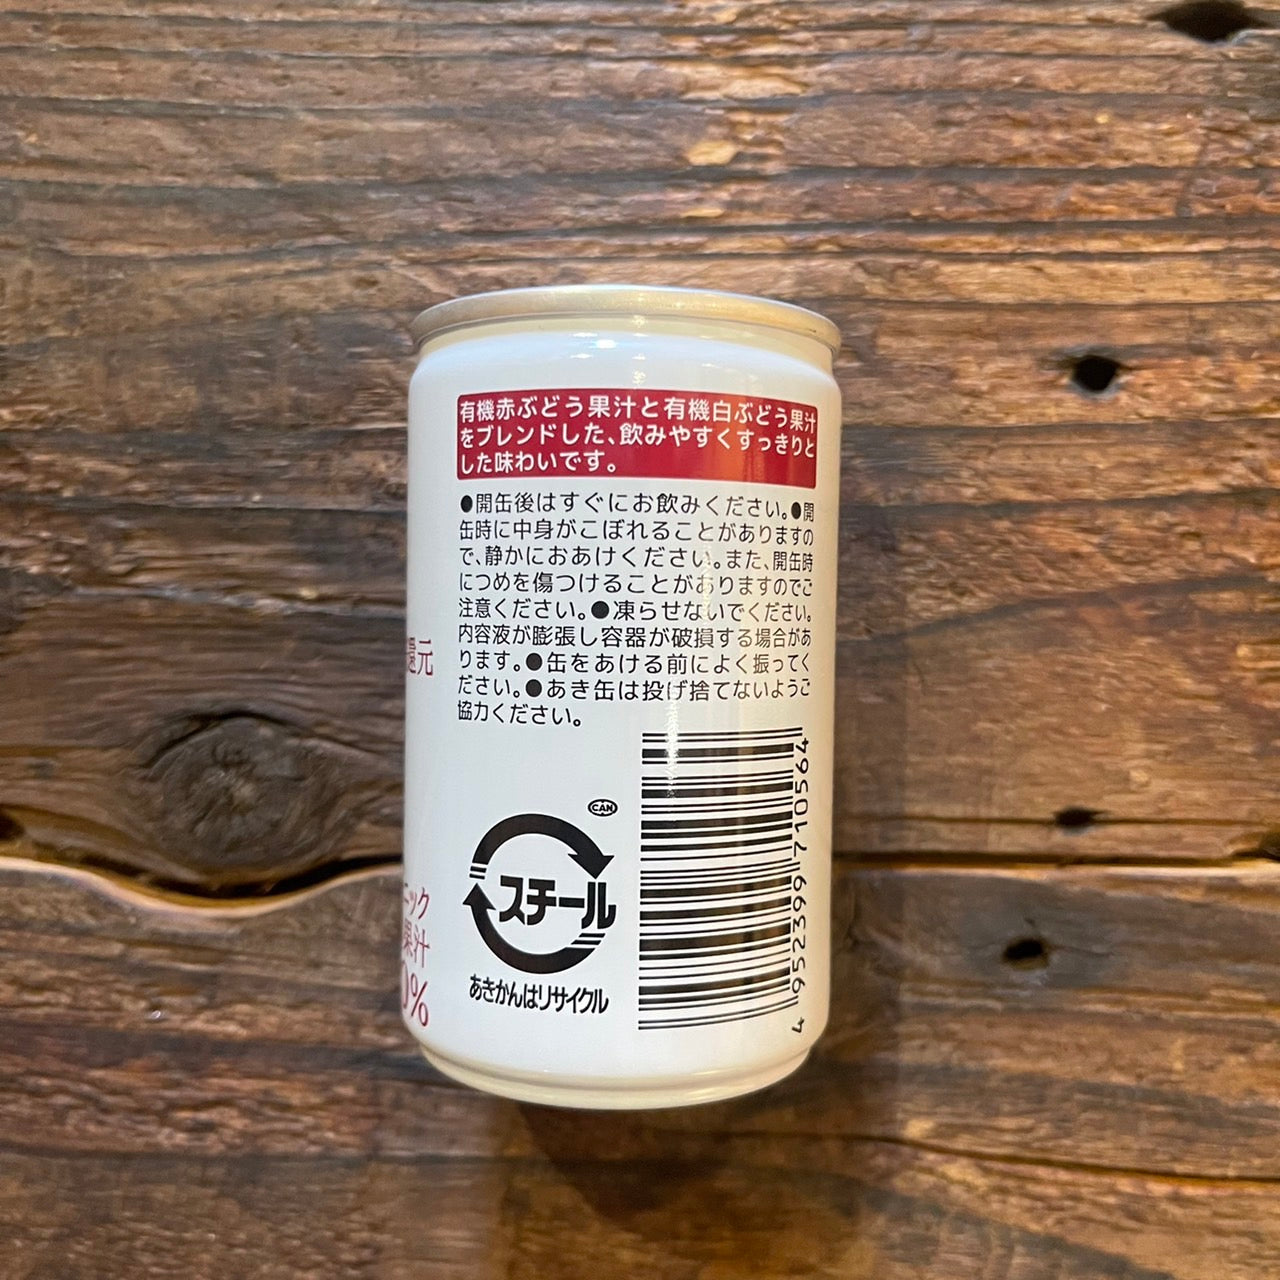 有機赤ぶどう果汁と有機白ぶどう果汁
をブレンドした、飲みやすくすっきりと
した味わいです。
●開缶後はすぐにお飲みください。●開
缶時に中身がこぼれることがありますの
で、静かにおあけください。また、開缶時
につめを傷つけることがありますのでご
注意ください。●凍らせないでください。
内容液が膨張し容器が破損する場合があ
ります。●缶をあける前によく振ってく
ださい。●あき缶は投げ捨てないようご
協力ください。
還元
ニック
果汁
0%
CAN
スチール
あきかんはリサイクル
4 952399 710564